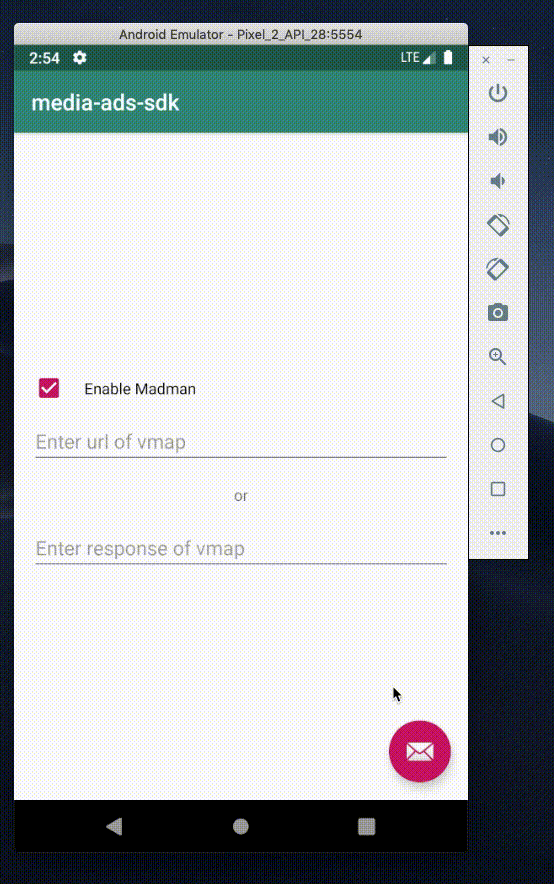 Android Emulator - Pixel_2_API_28:5554
2:54 LTE
media-ads-sdk
Enable Madman
Enter url of vmap
or
Enter response of vmap